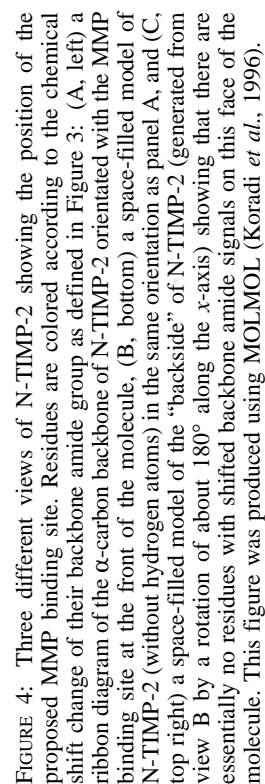 FIGURE 4: Three different views of N-TIMP-2 showing the position of the
proposed MMP binding site. Residues are colored according to the chemical
shift change of their backbone amide group as defined in Figure 3: (A, left) a
ribbon diagram of the α-carbon backbone of N-TIMP-2 orientated with the MMP
binding site at the front of the molecule, (B, bottom) a space-filled model of
N-TIMP-2 (without hydrogen atoms) in the same orientation as panel A, and (C,
op right) a space-filled model of the “backside” of N-TIMP-2 (generated from
iew B by a rotation of about 180° along the x-axis) showing that there are
essentially no residues with shifted backbone amide signals on this face of the
molecule. This figure was produced using MOLMOL (Koradi et al., 1996).